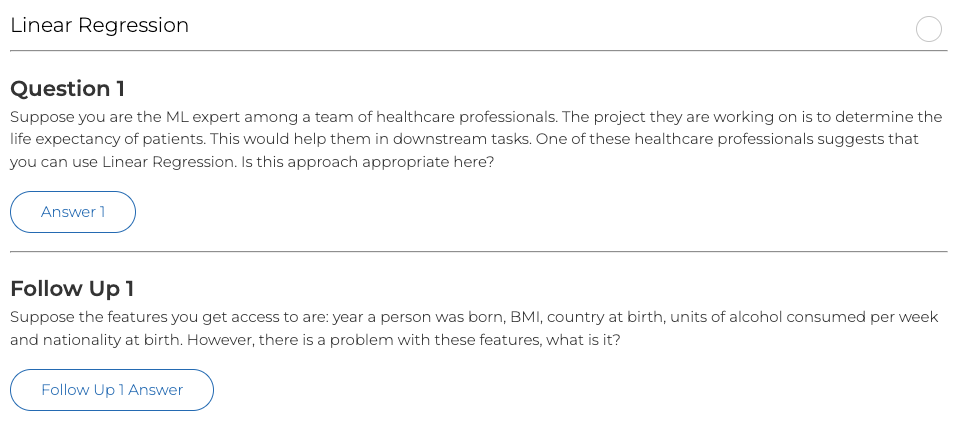 Linear Regression
Question 1
Suppose you are the ML expert among a team of healthcare professionals. The project they are working on is to determine the
life expectancy of patients. This would help them in downstream tasks. One of these healthcare professionals suggests that
you can use Linear Regression. Is this approach appropriate here?
Answer 1
Follow Up 1
Suppose the features you get access to are: year a person was born, BMI, country at birth, units of alcohol consumed per week
and nationality at birth. However, there is a problem with these features, what is it?
Follow Up 1 Answer